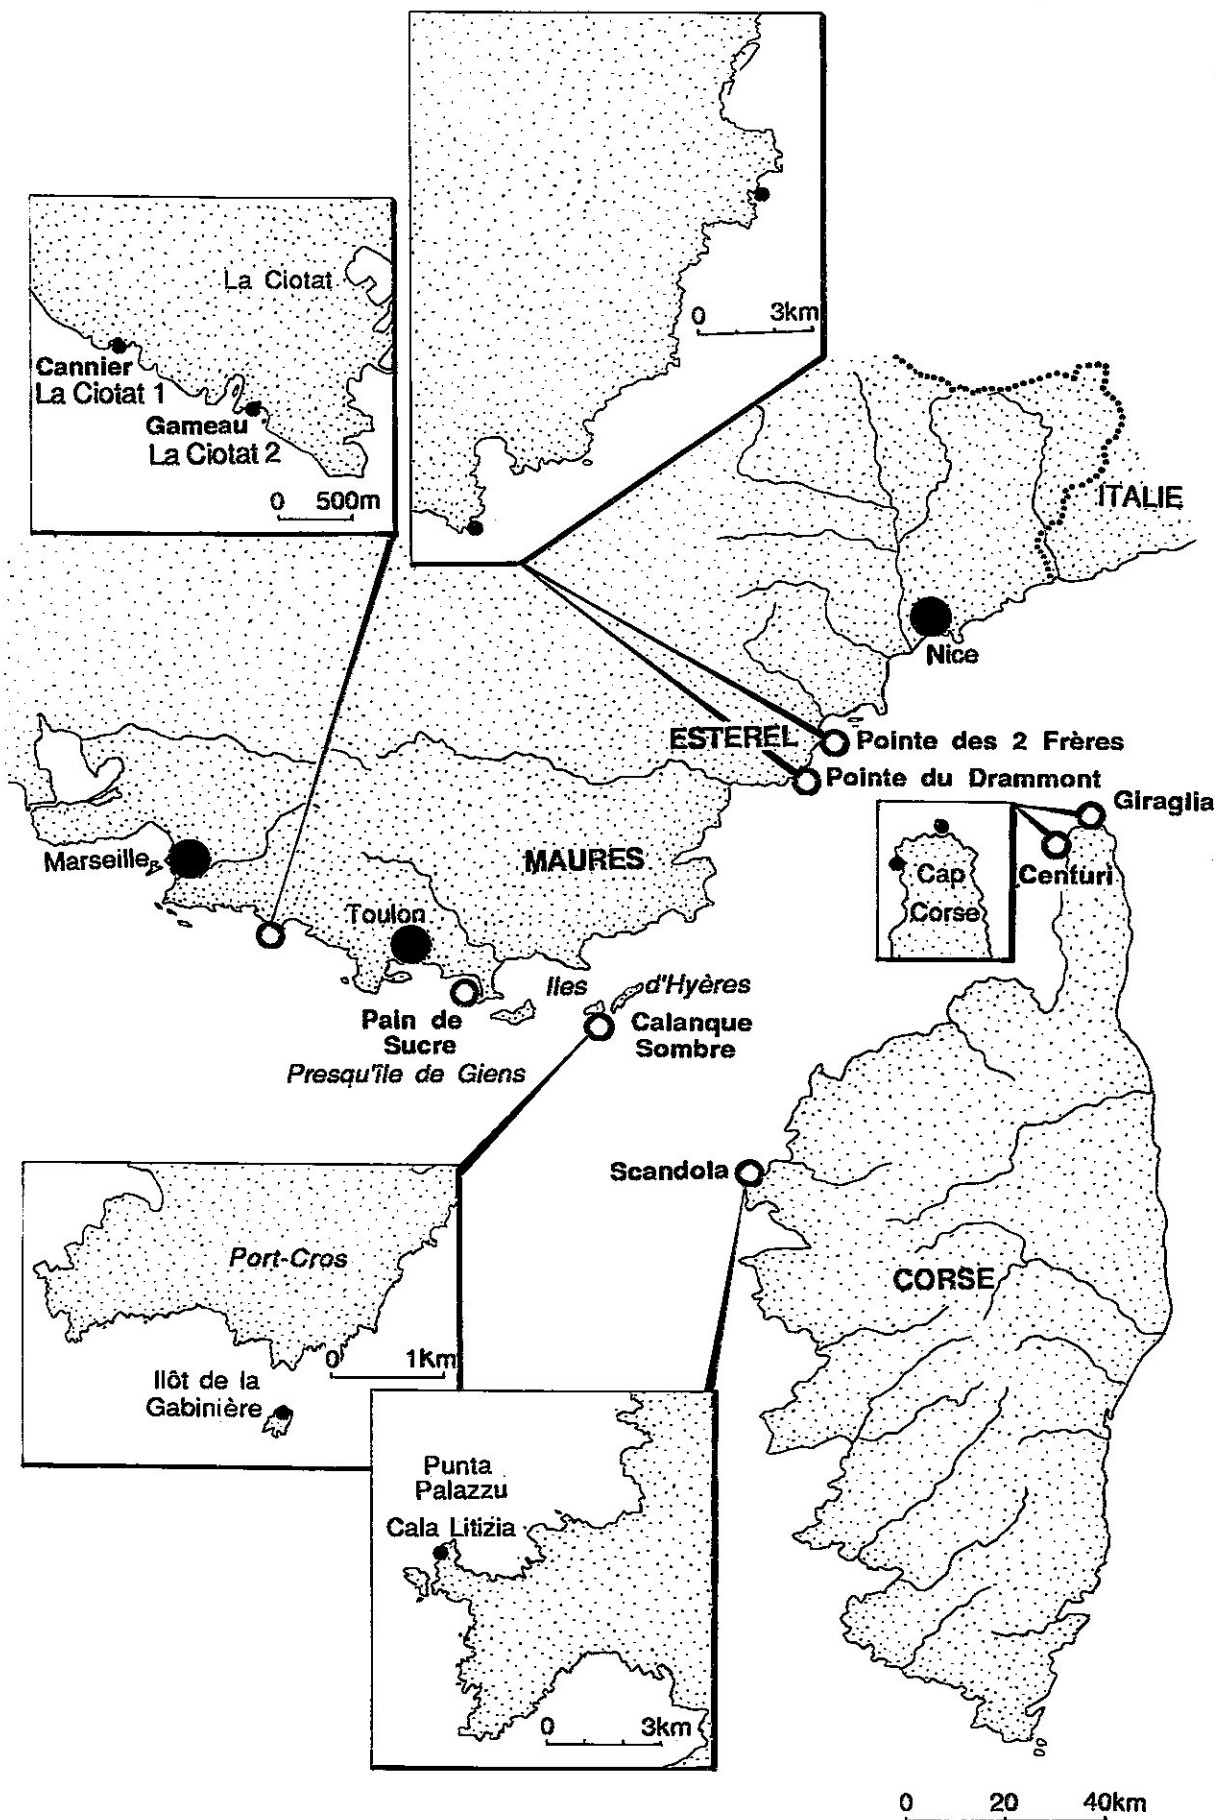 0 3km
La Ciotat
Cannier
La Ciotat 1
Gameau
La Ciotat 2
0 500m
ITALIE
Nice
ESTEREL
Pointe des 2 Frères
Pointe du Drammont
Giraglia
Marseille
MAURES
Cap
Corse
Centuri
Toulon
Iles d'Hyères
Pain de
Sucre
Calanque
Sombre
Presqu'île de Giens
Scandola
Port-Cros
CORSE
0 1Km
Ilôt de la
Gabinière
Punta
Palazzu
Cala Litizia
0 3km
0 20 40km